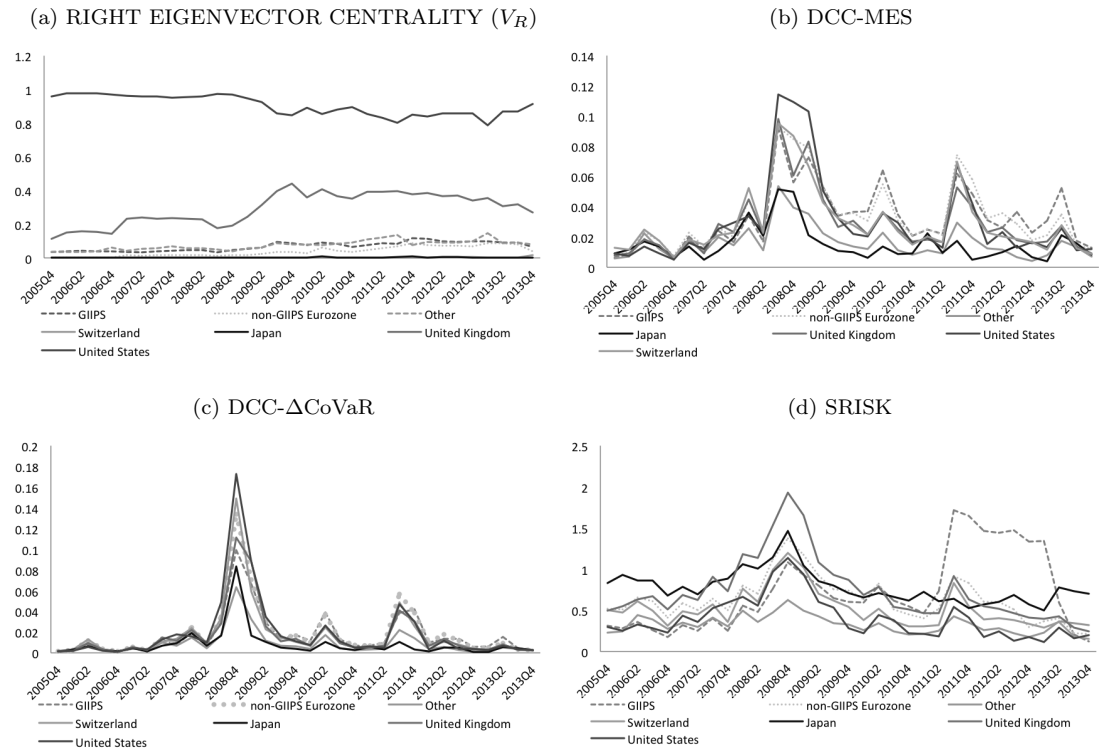 (a) RIGHT EIGENVECTOR CENTRALITY (V_R)
1.2
1
0.8
0.6
0.4
0.2
0
2005Q4 2006Q2 2006Q4 2007Q2 2007Q4 2008Q2 2008Q4 2009Q2 2009Q4 2010Q2 2010Q4 2011Q2 2011Q4 2012Q2 2012Q4 2013Q2 2013Q4
GIIPS non-GIIPS Eurozone Other
Switzerland Japan United Kingdom
United States
(b) DCC-MES
0.14
0.12
0.1
0.08
0.06
0.04
0.02
0
2005Q4 2006Q2 2006Q4 2007Q2 2007Q4 2008Q2 2008Q4 2009Q2 2009Q4 2010Q2 2010Q4 2011Q2 2011Q4 2012Q2 2012Q4 2013Q2 2013Q4
GIIPS non-GIIPS Eurozone Other
Japan United Kingdom United States
Switzerland
(c) DCC-ΔCoVaR
0.2
0.18
0.16
0.14
0.12
0.1
0.08
0.06
0.04
0.02
0
2005Q4 2006Q2 2006Q4 2007Q2 2007Q4 2008Q2 2008Q4 2009Q2 2009Q4 2010Q2 2010Q4 2011Q2 2011Q4 2012Q2 2012Q4 2013Q2 2013Q4
GIIPS non-GIIPS Eurozone Other
Switzerland Japan United Kingdom
United States
(d) SRISK
2.5
2
1.5
1
0.5
0
2005Q4 2006Q2 2006Q4 2007Q2 2007Q4 2008Q2 2008Q4 2009Q2 2009Q4 2010Q2 2010Q4 2011Q2 2011Q4 2012Q2 2012Q4 2013Q2 2013Q4
GIIPS non-GIIPS Eurozone Other
Switzerland Japan United Kingdom
United States